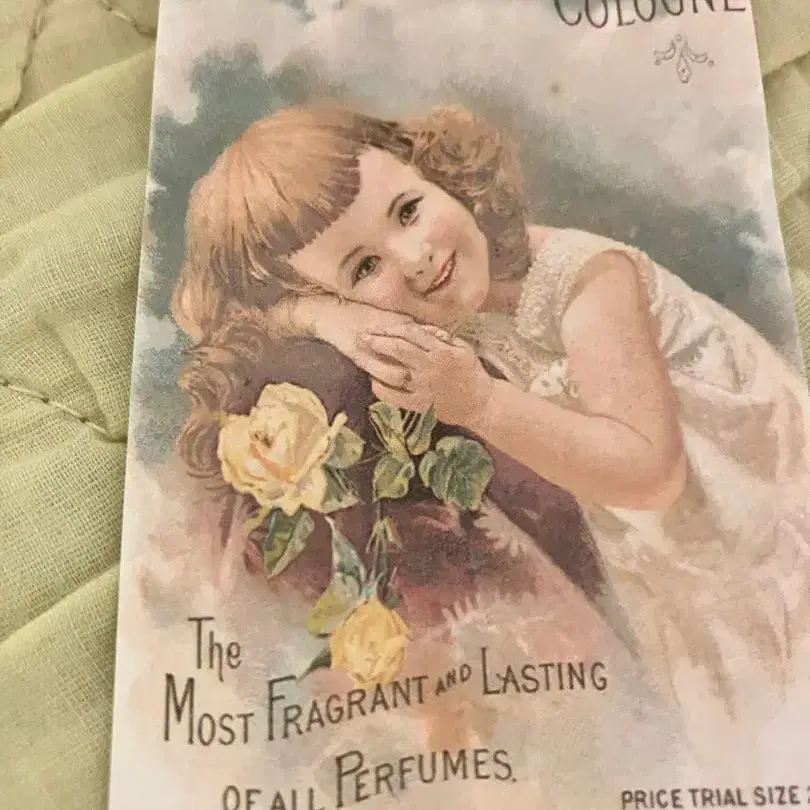 COLOGNE
The
MOST FRAGRANT AND LASTING
OF ALL PERFUMES.
PRICE TRIAL SIZE